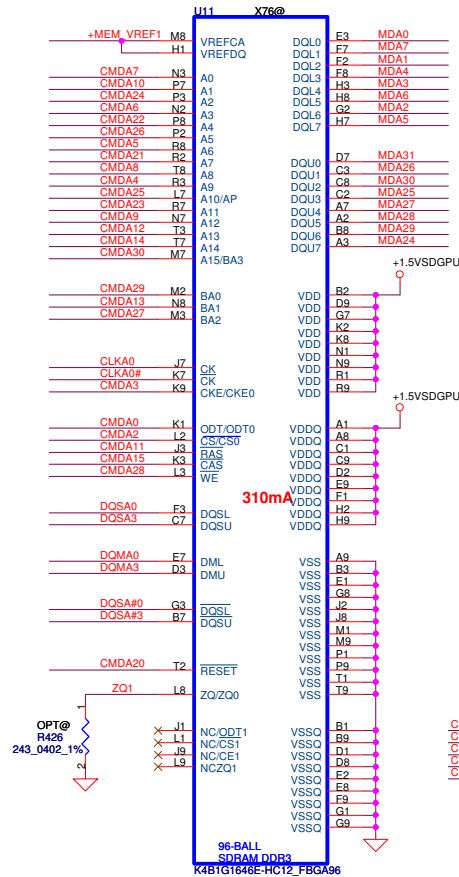 U11 X76@
+MEM_VREF1 M8 VREFCA
H1 VREFDQ
CMDA7 N3 A0
CMDA10 P7 A1
CMDA24 P3 A2
CMDA6 N2 A3
CMDA22 P8 A4
CMDA26 P2 A5
CMDA5 R8 A6
CMDA21 R2 A7
CMDA8 T8 A8
CMDA4 R3 A9
CMDA25 L7 A10/AP
CMDA23 R7 A11
CMDA9 N7 A12
CMDA12 T3 A13
CMDA14 T7 A14
CMDA30 M7 A15/BA3
CMDA29 M2 BA0
CMDA13 N8 BA1
CMDA27 M3 BA2
CLKA0 J7 CK
CLKA0# K7 CK
CMDA3 K9 CKE/CKE0
CMDA0 K1 ODT/ODT0
CMDA2 L2 CS/CS0
CMDA11 J3 RAS
CMDA15 K3 CAS
CMDA28 L3 WE
310mA
DQSA0 F3 DQSL
DQSA3 C7 DQSU
DQMA0 E7 DML
DQMA3 D3 DMU
DQSA#0 G3 DQSL
DQSA#3 B7 DQSU
CMDA20 T2 RESET
ZQ1 L8 ZQ/ZQ0
1
OPT@
R426
243_0402_1%
2
J1 NC/ODT1
L1 NC/CS1
J9 NC/CE1
L9 NCZQ1
DQL0 E3 MDA0
DQL1 F7 MDA7
DQL2 F2 MDA1
DQL3 F8 MDA4
DQL4 H3 MDA3
DQL5 H8 MDA6
DQL6 G2 MDA2
DQL7 H7 MDA5
DQU0 D7 MDA31
DQU1 C3 MDA26
DQU2 C8 MDA30
DQU3 C2 MDA25
DQU4 A7 MDA27
DQU5 A2 MDA28
DQU6 B8 MDA29
DQU7 A3 MDA24
+1.5VSDGPU
VDD B2
VDD D9
VDD G7
VDD K2
VDD K8
VDD N1
VDD N9
VDD R1
VDD R9
+1.5VSDGPU
VDDQ A1
VDDQ A8
VDDQ C1
VDDQ C9
VDDQ D2
VDDQ E9
VDDQ F1
VDDQ H2
VDDQ H9
VSS A9
VSS B3
VSS E1
VSS G8
VSS J2
VSS J8
VSS M1
VSS M9
VSS P1
VSS P9
VSS T1
VSS T9
VSSQ B1
VSSQ B9
VSSQ D1
VSSQ D8
VSSQ E2
VSSQ E8
VSSQ F9
VSSQ G1
VSSQ G9
96-BALL
SDRAM DDR3
K4B1G1646E-HC12_FBGA96